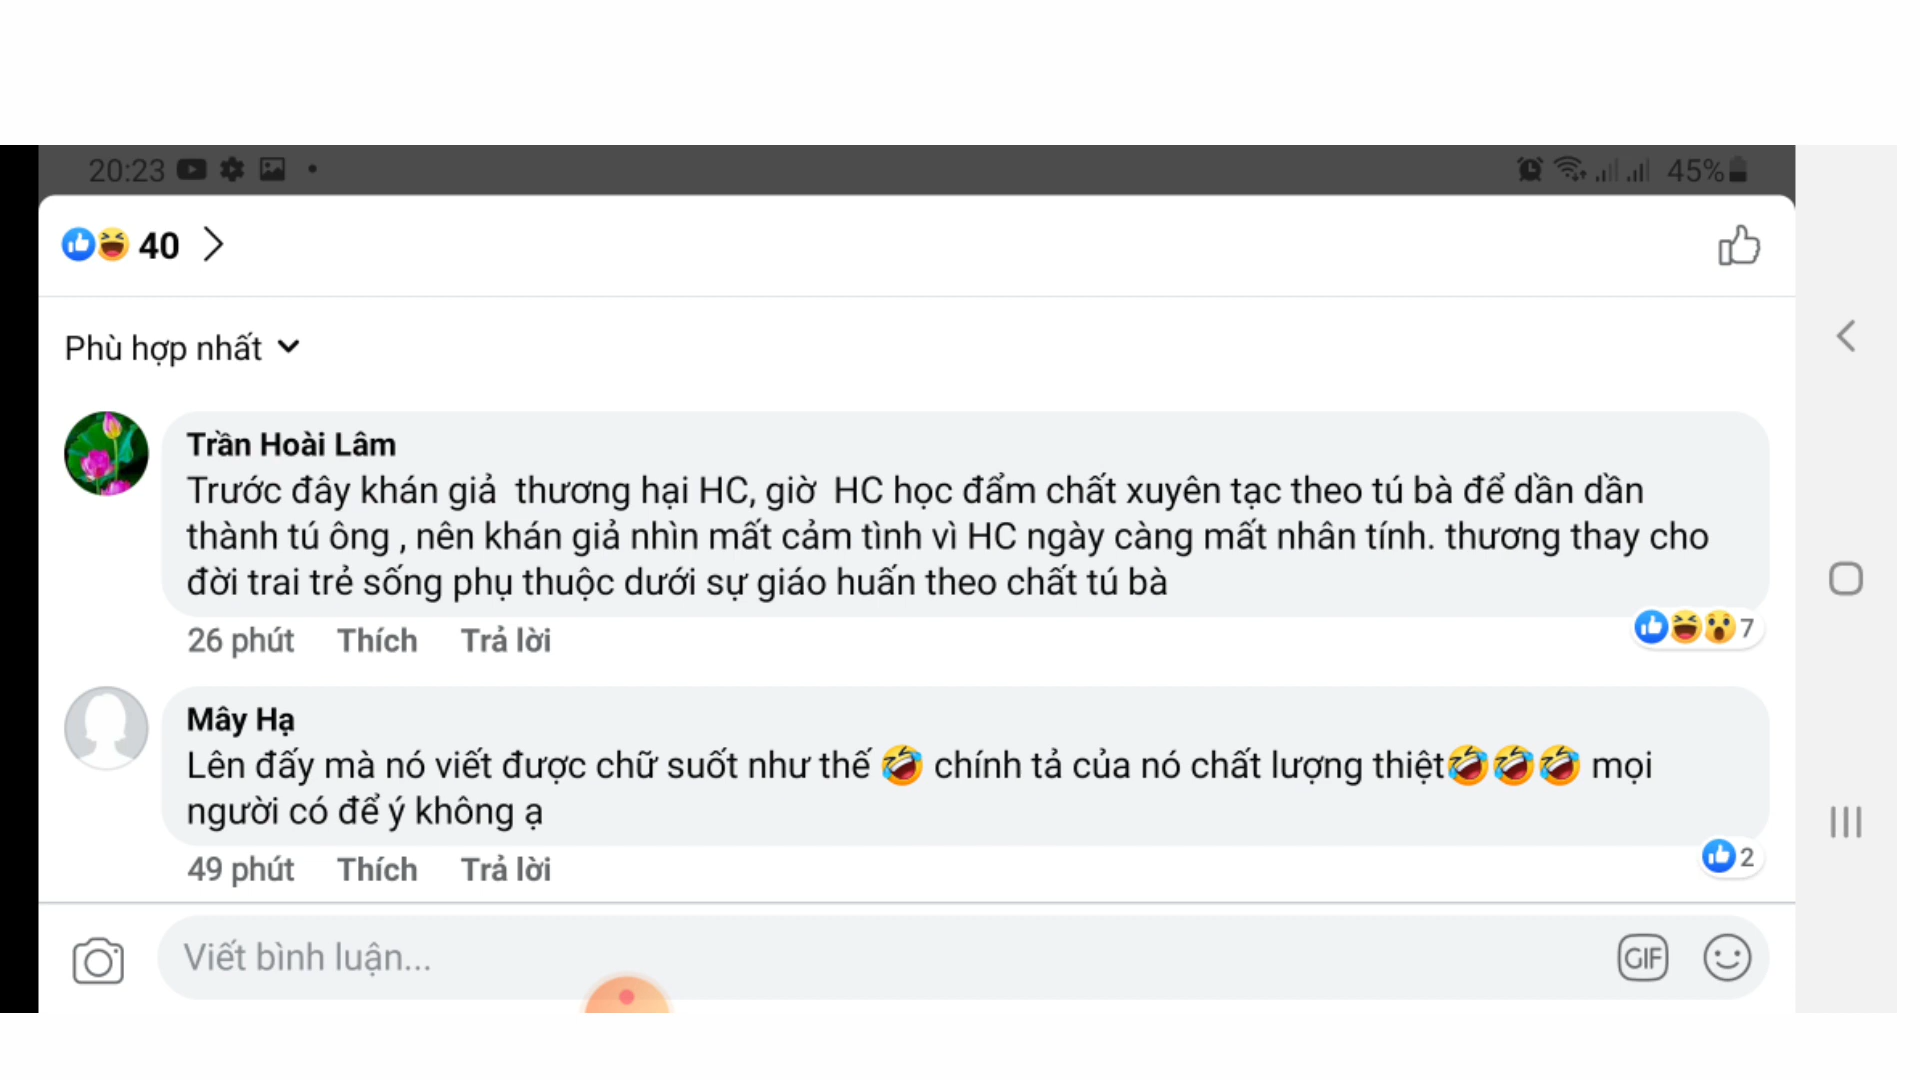 20:23
45%
40
Phù hợp nhất
Trần Hoài Lâm
Trước đây khán giả thương hại HC, giờ HC học đẩm chất xuyên tạc theo tú bà để dần dần
thành tú ông , nên khán giả nhìn mất cảm tình vì HC ngày càng mất nhân tính. thương thay cho
đời trai trẻ sống phụ thuộc dưới sự giáo huấn theo chất tú bà
26 phút Thích Trả lời
7
Mây Hạ
Lên đấy mà nó viết được chữ suốt như thế 🤣 chính tả của nó chất lượng thiệt🤣🤣🤣 mọi
người có để ý không ạ
49 phút Thích Trả lời
2
Viết bình luận...
GIF